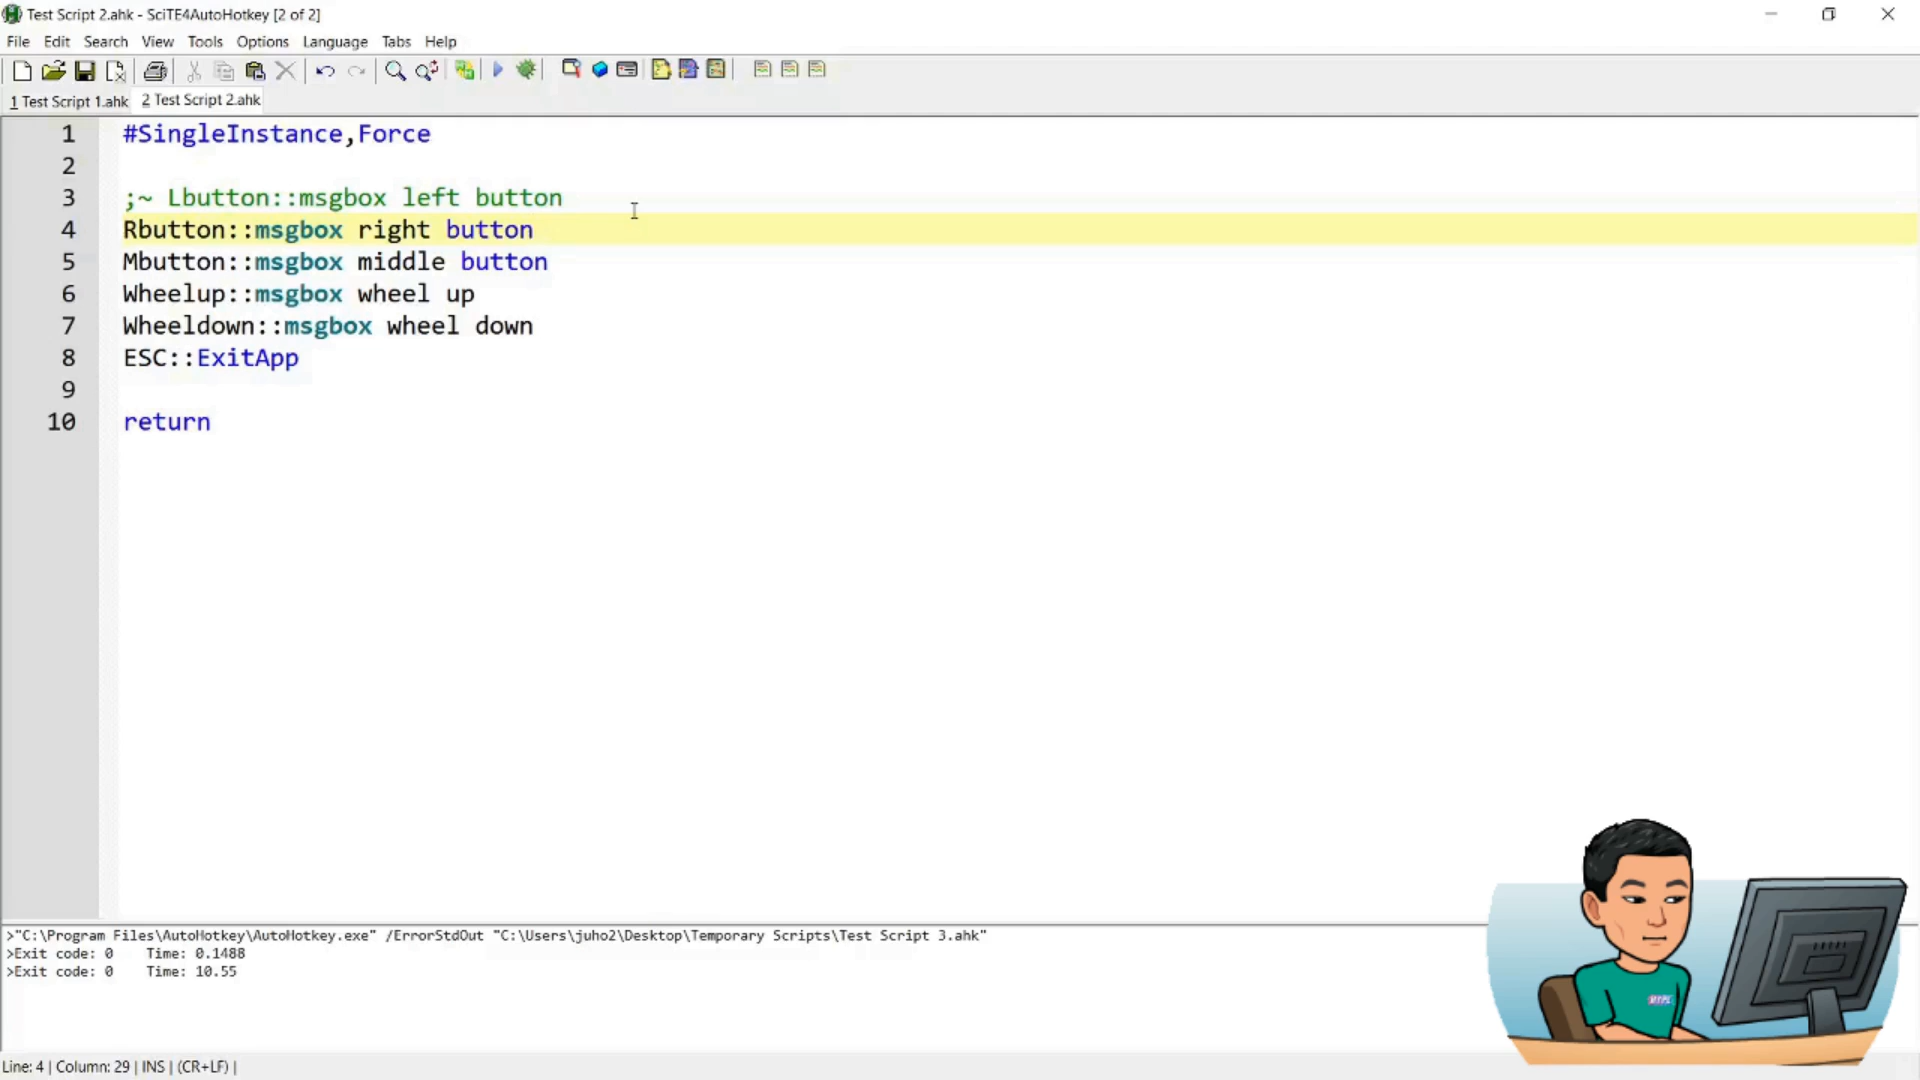 Test Script 2.ahk - SciTE4AutoHotkey [2 of 2]
File Edit Search View Tools Options Language Tabs Help
1 Test Script 1.ahk 2 Test Script 2.ahk
1 #SingleInstance,Force
2
3 ;~ Lbutton::msgbox left button
4 Rbutton::msgbox right button
5 Mbutton::msgbox middle button
6 Wheelup::msgbox wheel up
7 Wheeldown::msgbox wheel down
8 ESC::ExitApp
9
10 return
>"C:\Program Files\AutoHotkey\AutoHotkey.exe" /ErrorStdOut "C:\Users\juho2\Desktop\Temporary Scripts\Test Script 3.ahk"
>Exit code: 0 Time: 0.1488
>Exit code: 0 Time: 10.55
Line: 4 | Column: 29 | INS | (CR+LF) |